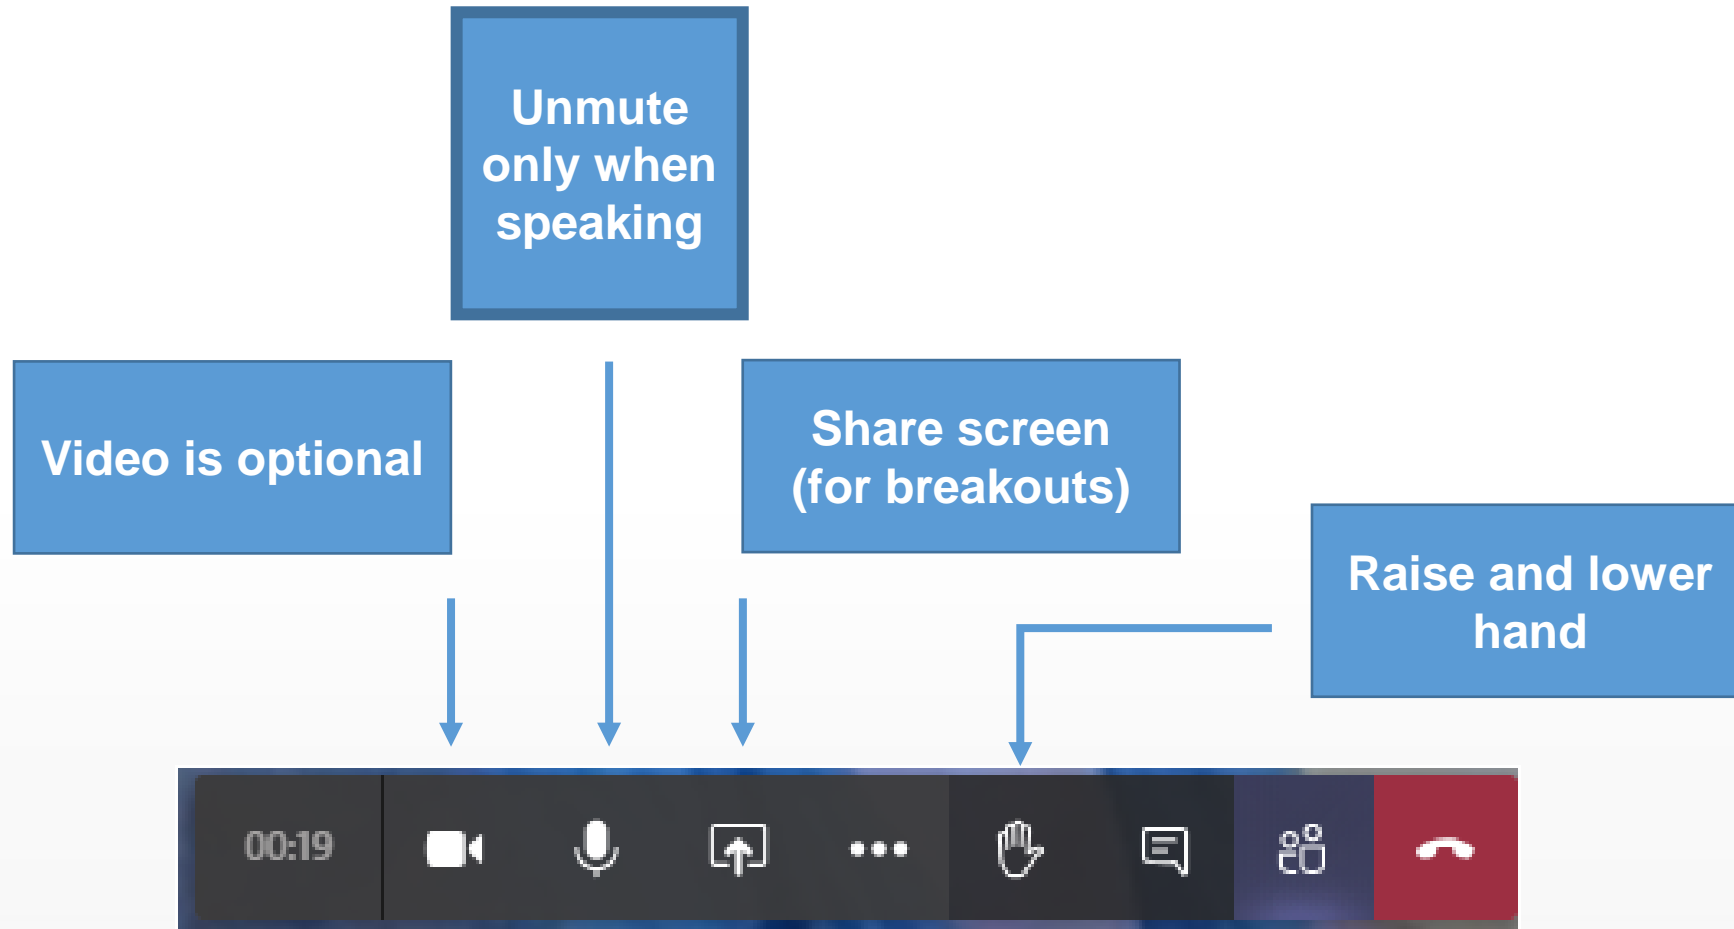 Unmute
only when
speaking
Video is optional
Share screen
(for breakouts)
Raise and lower
hand
00:19